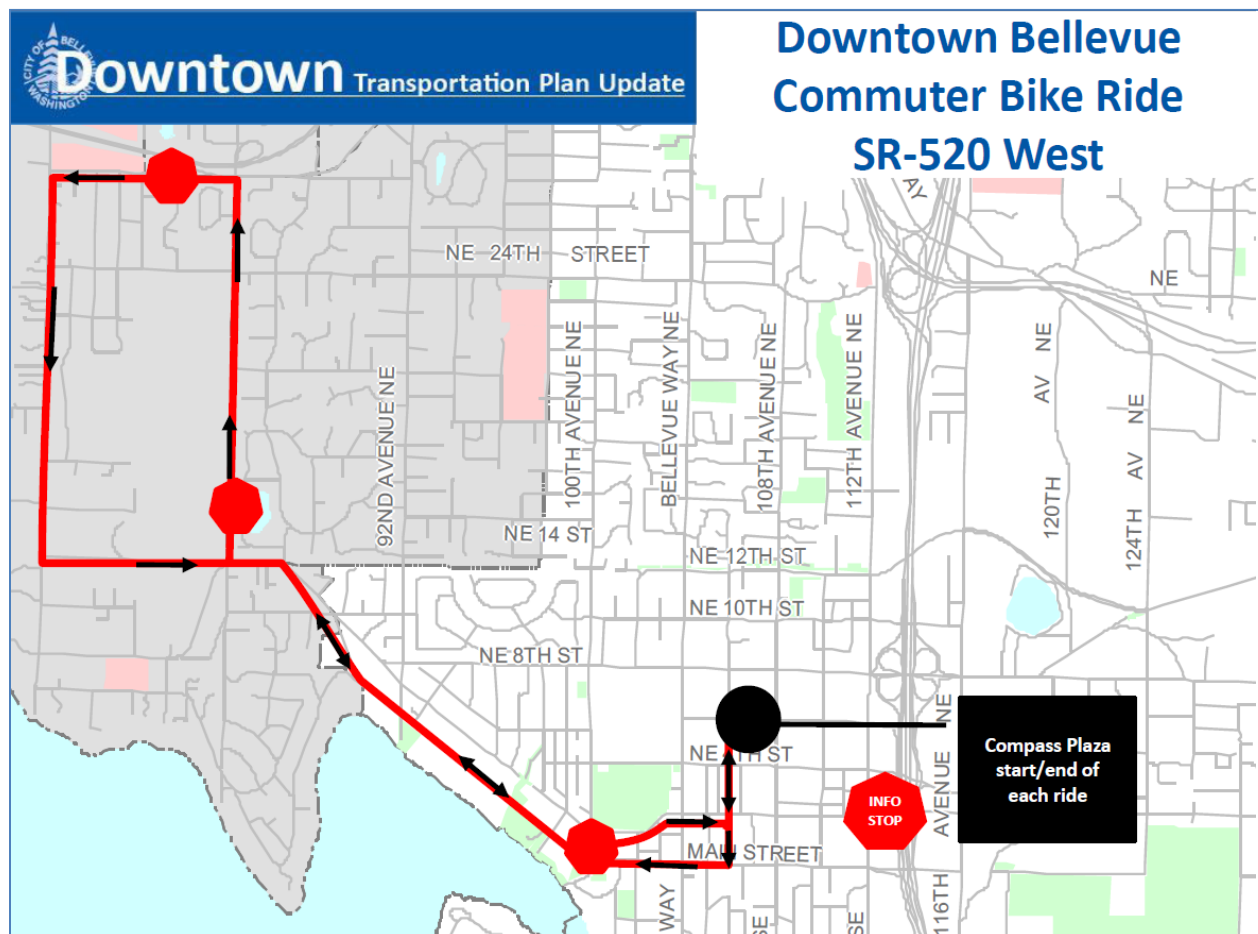 CITY OF BELLEVUE
WASHINGTON
Downtown Transportation Plan Update
Downtown Bellevue
Commuter Bike Ride
SR-520 West
WAY
NE 24TH STREET
NE
92ND AVENUE NE
100TH AVENUE NE
BELLEVUE WAY NE
108TH AVENUE NE
112TH AVENUE NE
120TH AV NE
124TH AV NE
NE 14 ST
NE 12TH ST
NE 10TH ST
NE 8TH ST
NE 4TH ST
MAIN STREET
116TH AVENUE NE
WAY
SE
SE
INFO
STOP
Compass Plaza
start/end of
each ride